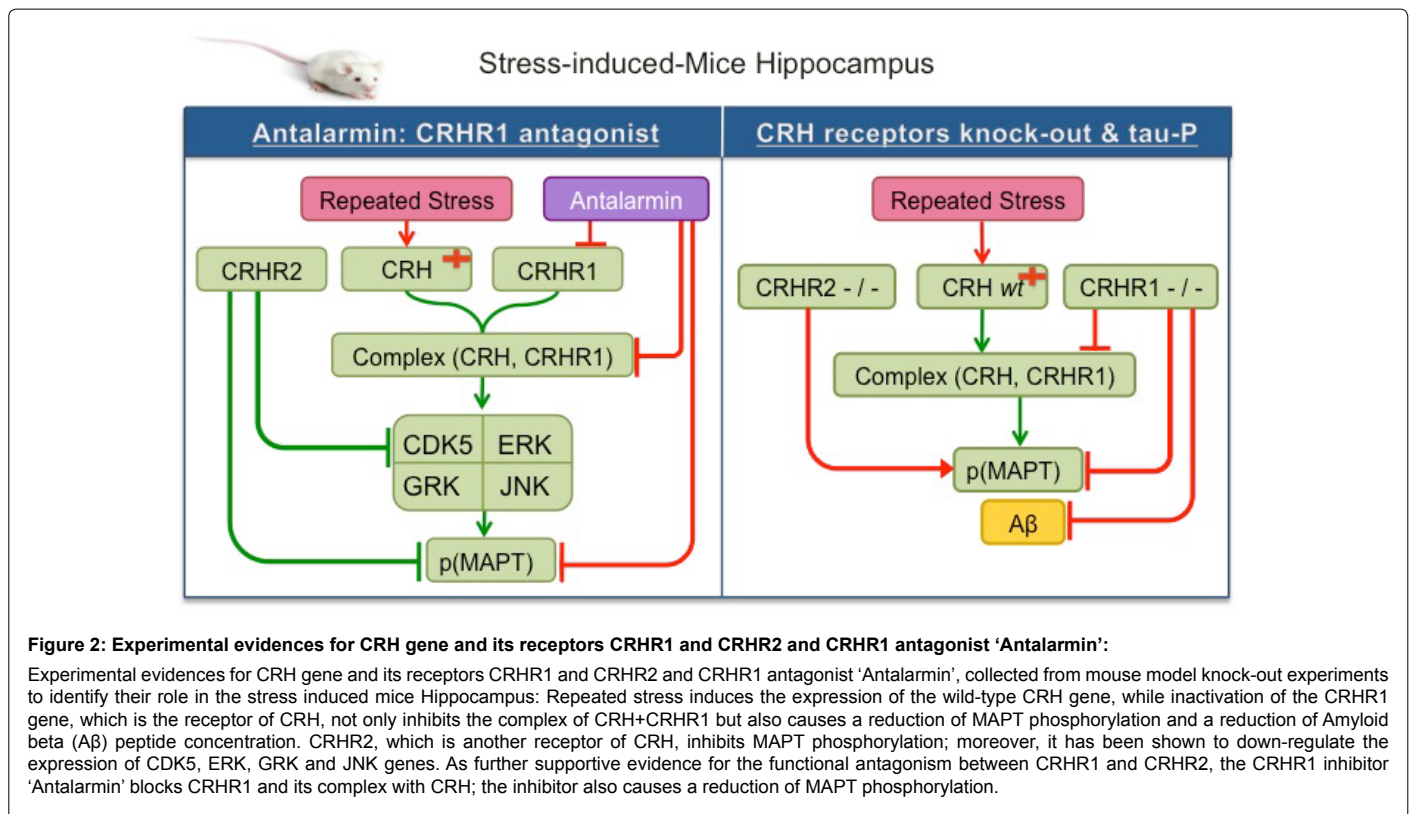 Stress-induced-Mice Hippocampus
Antalarmin: CRHR1 antagonist
Repeated Stress
Antalarmin
CRHR2
CRH
CRHR1
Complex (CRH, CRHR1)
CDK5
ERK
GRK
JNK
p(MAPT)
CRH receptors knock-out & tau-P
Repeated Stress
CRHR2 - / -
CRH wt
CRHR1 - / -
Complex (CRH, CRHR1)
p(MAPT)
Aβ
Figure 2: Experimental evidences for CRH gene and its receptors CRHR1 and CRHR2 and CRHR1 antagonist ‘Antalarmin’:
Experimental evidences for CRH gene and its receptors CRHR1 and CRHR2 and CRHR1 antagonist ‘Antalarmin’, collected from mouse model knock-out experiments
to identify their role in the stress induced mice Hippocampus: Repeated stress induces the expression of the wild-type CRH gene, while inactivation of the CRHR1
gene, which is the receptor of CRH, not only inhibits the complex of CRH+CRHR1 but also causes a reduction of MAPT phosphorylation and a reduction of Amyloid
beta (Aβ) peptide concentration. CRHR2, which is another receptor of CRH, inhibits MAPT phosphorylation; moreover, it has been shown to down-regulate the
expression of CDK5, ERK, GRK and JNK genes. As further supportive evidence for the functional antagonism between CRHR1 and CRHR2, the CRHR1 inhibitor
‘Antalarmin’ blocks CRHR1 and its complex with CRH; the inhibitor also causes a reduction of MAPT phosphorylation.